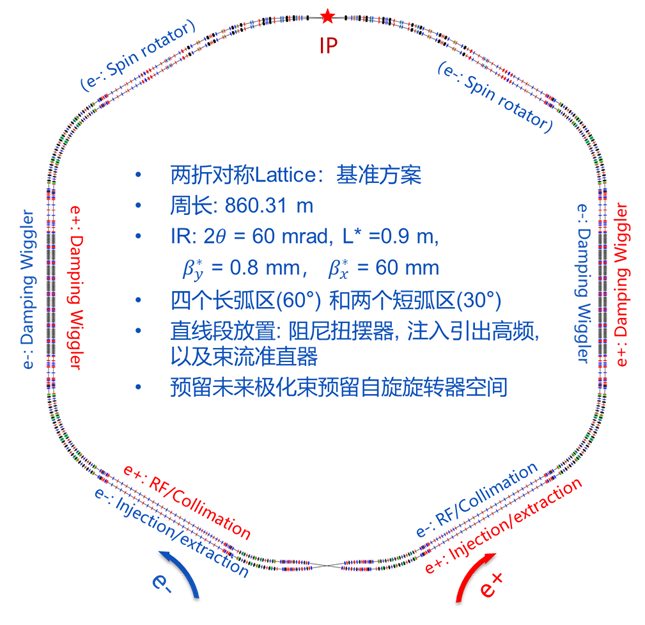 IP
(e-: Spin rotator)
(e-: Spin rotator)
• 两折对称Lattice：基准方案
• 周长: 860.31 m
• IR: 2θ = 60 mrad, L* =0.9 m,
β*y = 0.8 mm， β*x = 60 mm
• 四个长弧区(60°) 和两个短弧区(30°)
• 直线段放置: 阻尼扭摆器, 注入引出高频,
以及束流准直器
• 预留未来极化束预留自旋旋转器空间
e-: Damping Wiggler
e+: Damping Wiggler
e-: Damping Wiggler
e+: Damping Wiggler
e+: RF/Collimation
e-: Injection/extraction
e-: RF/Collimation
e+: Injection/extraction
e-
e+